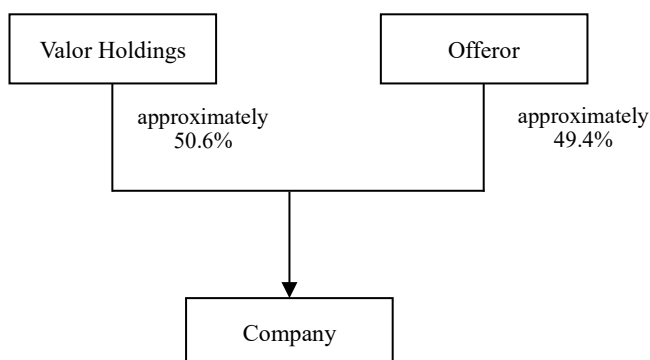 Valor Holdings
Offeror
approximately
50.6%
approximately
49.4%
Company